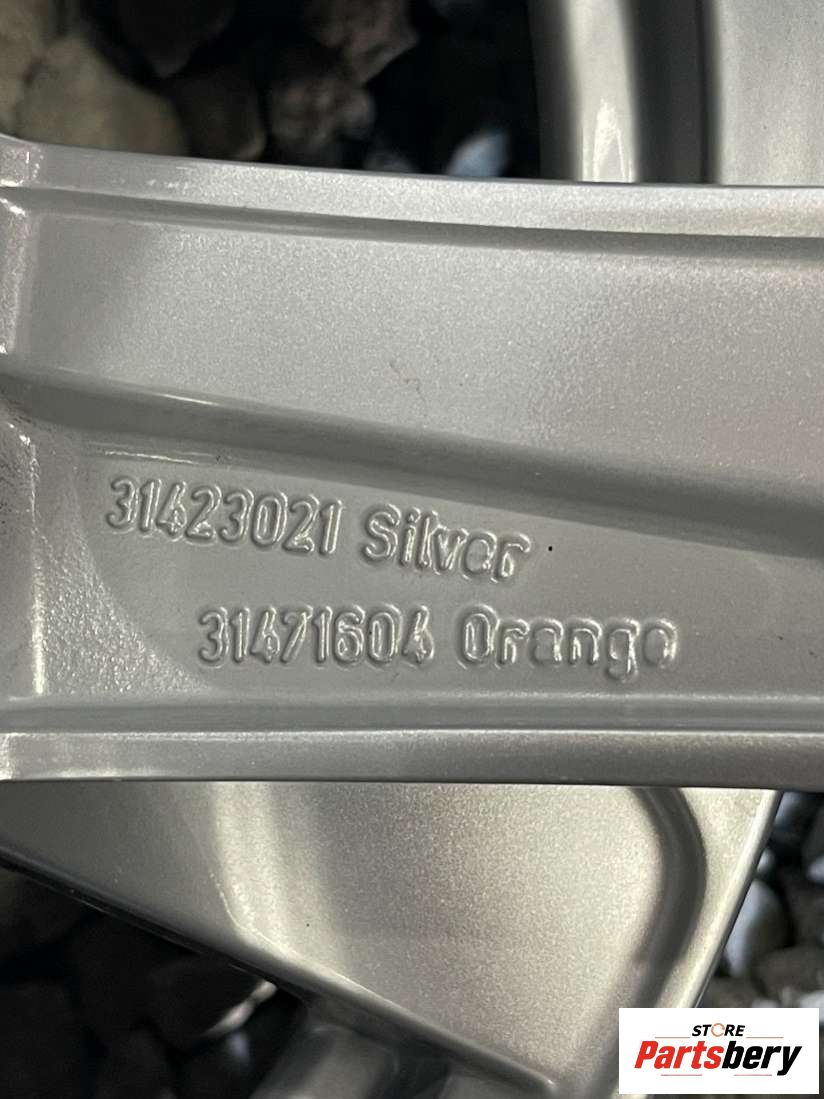 31423021 Silver
31471604 Orange
STORE
Partsbery